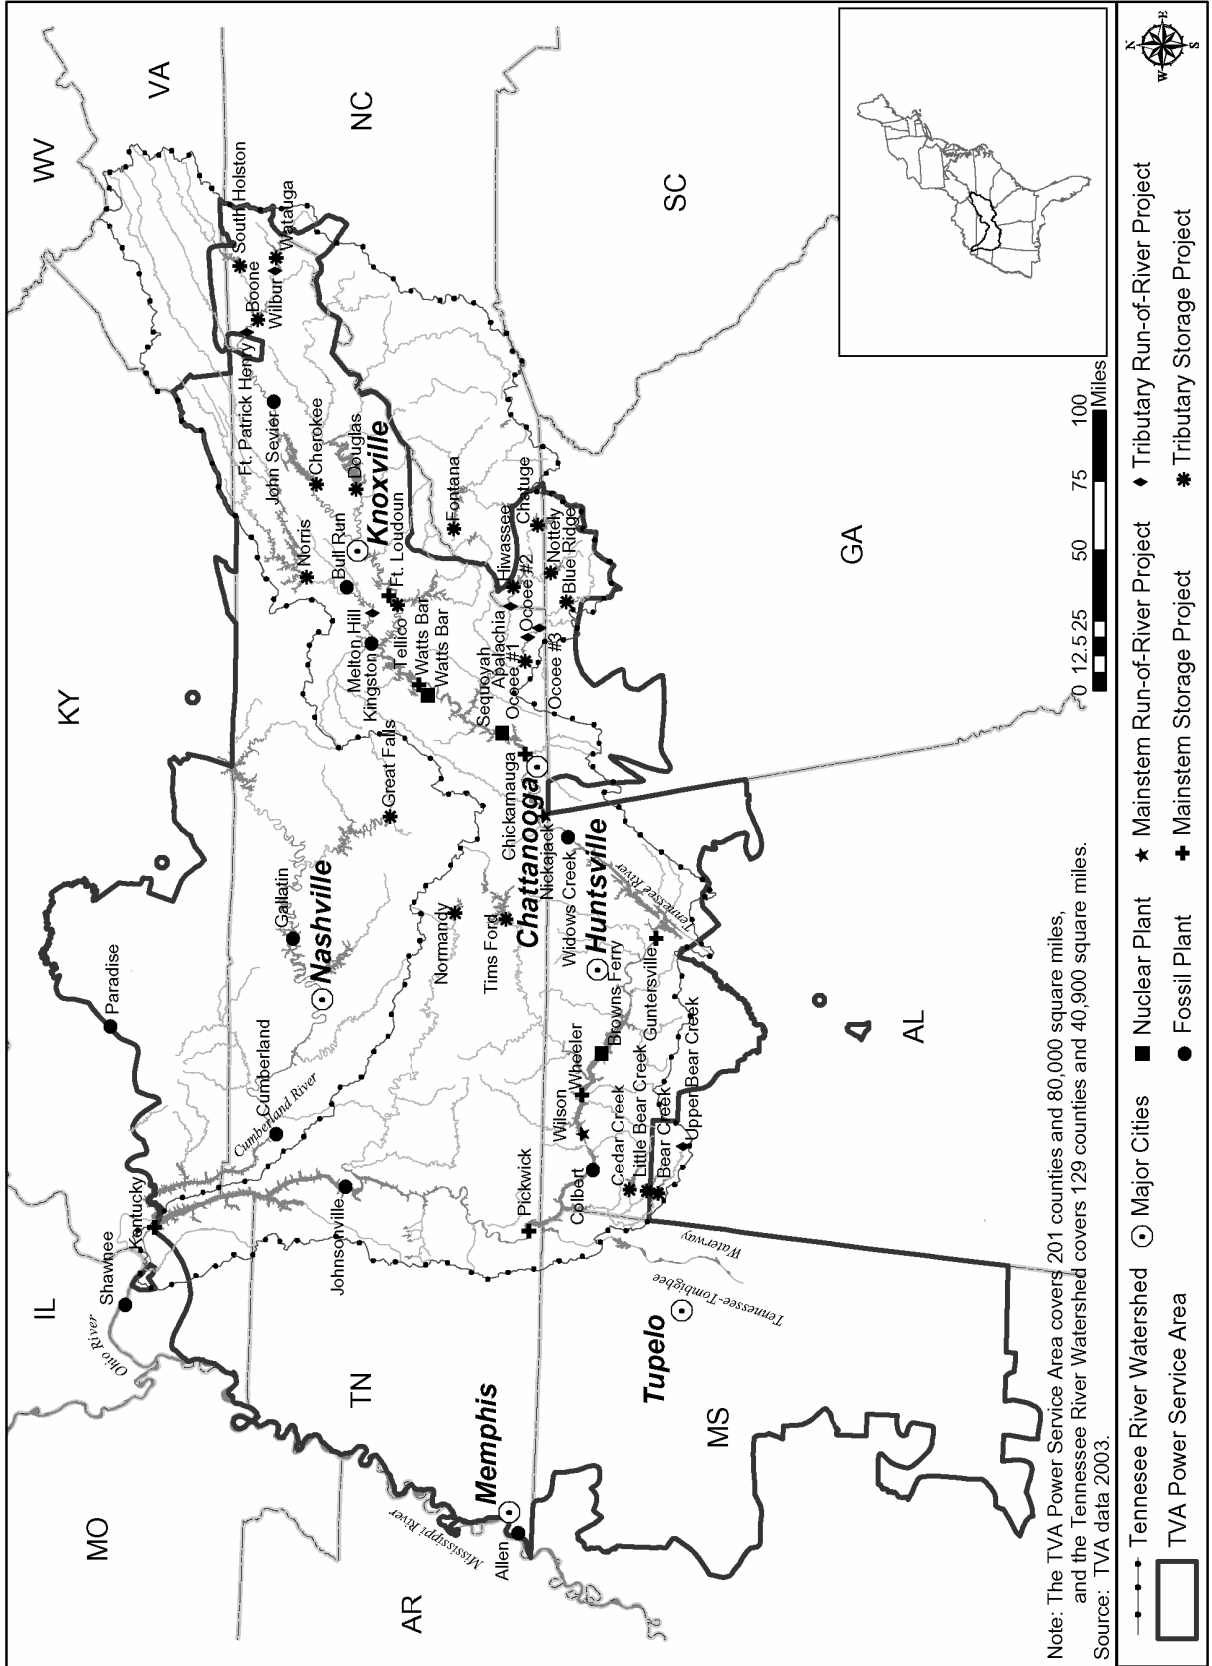 IL
KY
WV
VA
MO
Ohio River
Shawnee
Kentucky
Paradise
Cumberland
Cumberland River
Gallatin
Nashville
South Holston
Boone
Wilbur
Watauga
Ft. Patrick Henry
John Sevier
Cherokee
Douglas
Knoxville
Norris
Bull Run
Ft. Loudoun
Melton Hill
Kingston
Tellico
Watts Bar
Watts Bar
Great Falls
NC
TN
Johnsonville
AR
Mississippi River
Memphis
Allen
Normandy
Tims Ford
Fontana
Hiwassee
Chatuge
Nottely
Blue Ridge
Apalachia
Ocoee #2
Ocoee #1
Ocoee #3
Sequoyah
Chickamauga
Chattanooga
Nickajack
Widows Creek
Huntsville
Tennessee River
Pickwick
Wilson
Wheeler
Browns Ferry
Guntersville
Colbert
Cedar Creek
Little Bear Creek
Bear Creek
Upper Bear Creek
Tennessee-Tombigbee
Waterway
Tupelo
MS
AL
GA
SC
0 12.5 25 50 75 100
Miles
Note: The TVA Power Service Area covers 201 counties and 80,000 square miles,
and the Tennessee River Watershed covers 129 counties and 40,900 square miles.
Source: TVA data 2003.
Tennesee River Watershed
TVA Power Service Area
Major Cities
Nuclear Plant
Fossil Plant
Mainstem Run-of-River Project
Mainstem Storage Project
Tributary Run-of-River Project
Tributary Storage Project
N
W E
S